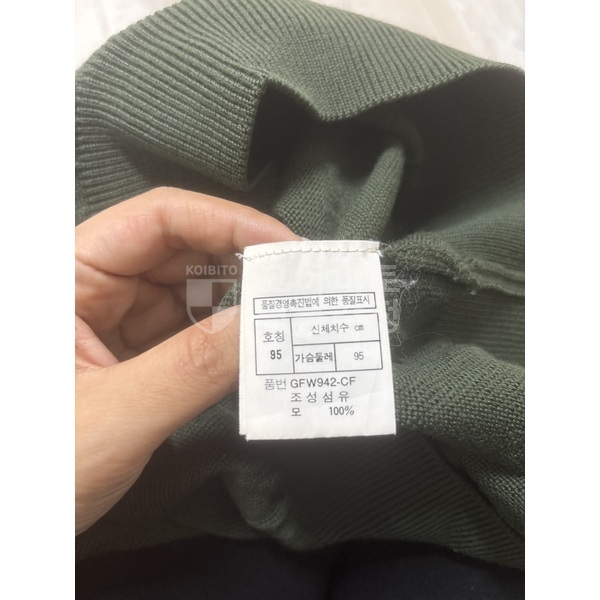 KOIBITO
품질경영촉진법에 의한 품질표시
호칭 신체치수 cm
95 가슴둘레 95
품번 GFW942-CF
조성섬유
모 100%